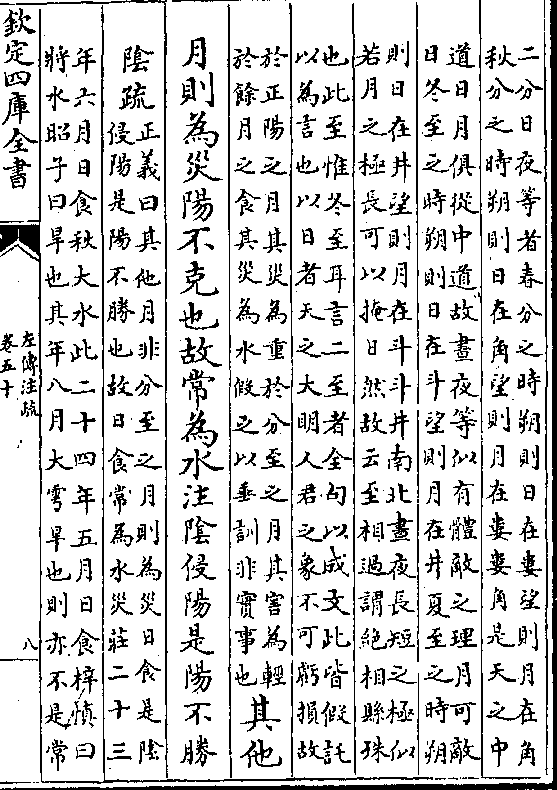 二分日夜等者春分之時朔則日在婁望則月在角
秋分之時朔則日在角望則月在婁婁角是天之中
道日月俱從中道故晝夜等似有體敵之理月可敵
日冬至之時朔則日在斗望則月在井夏至之時朔
則日在井望則月在斗斗井南北晝夜長短之極似
若月之極長可以掩日然故云至相過謂絶相縣殊
也此至惟冬至耳言二至者全句以成文此皆假託
以為言也以日者天之大明人君之象不可虧損故
於正陽之月其災為重於分至之月其害為輕
於餘月之食其災為水假之以垂訓非實事也
其他
月則為災陽不克也故常為水注陰侵陽是陽不勝
陰疏
正義曰其他月非分至之月則為災日食是陰
侵陽是陽不勝也故日食常為水災莊二十三
年六月日食秋大水此二十四年五月日食梓慎曰
將水昭子曰旱也其年八月大雩旱也則亦不是常
欽定四庫全書
左傳注疏
卷五十
八